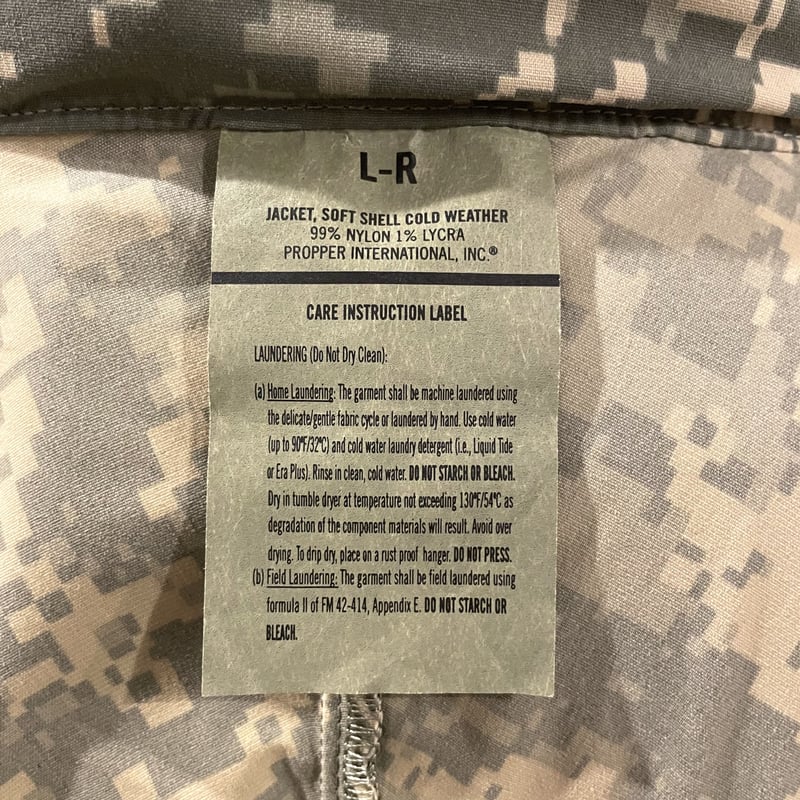 L-R
JACKET, SOFT SHELL COLD WEATHER
99% NYLON 1% LYCRA
PROPPER INTERNATIONAL, INC.®
CARE INSTRUCTION LABEL
LAUNDERING (Do Not Dry Clean):
(a) Home Laundering: The garment shall be machine laundered using
the delicate/gentle fabric cycle or laundered by hand. Use cold water
(up to 90°F/32°C) and cold water laundry detergent (i.e., Liquid Tide
or Era Plus). Rinse in clean, cold water. DO NOT STARCH OR BLEACH.
Dry in tumble dryer at temperature not exceeding 130°F/54°C as
degradation of the component materials will result. Avoid over
drying. To drip dry, place on a rust proof hanger. DO NOT PRESS.
(b) Field Laundering: The garment shall be field laundered using
formula II of FM 42-414, Appendix E. DO NOT STARCH OR
BLEACH.